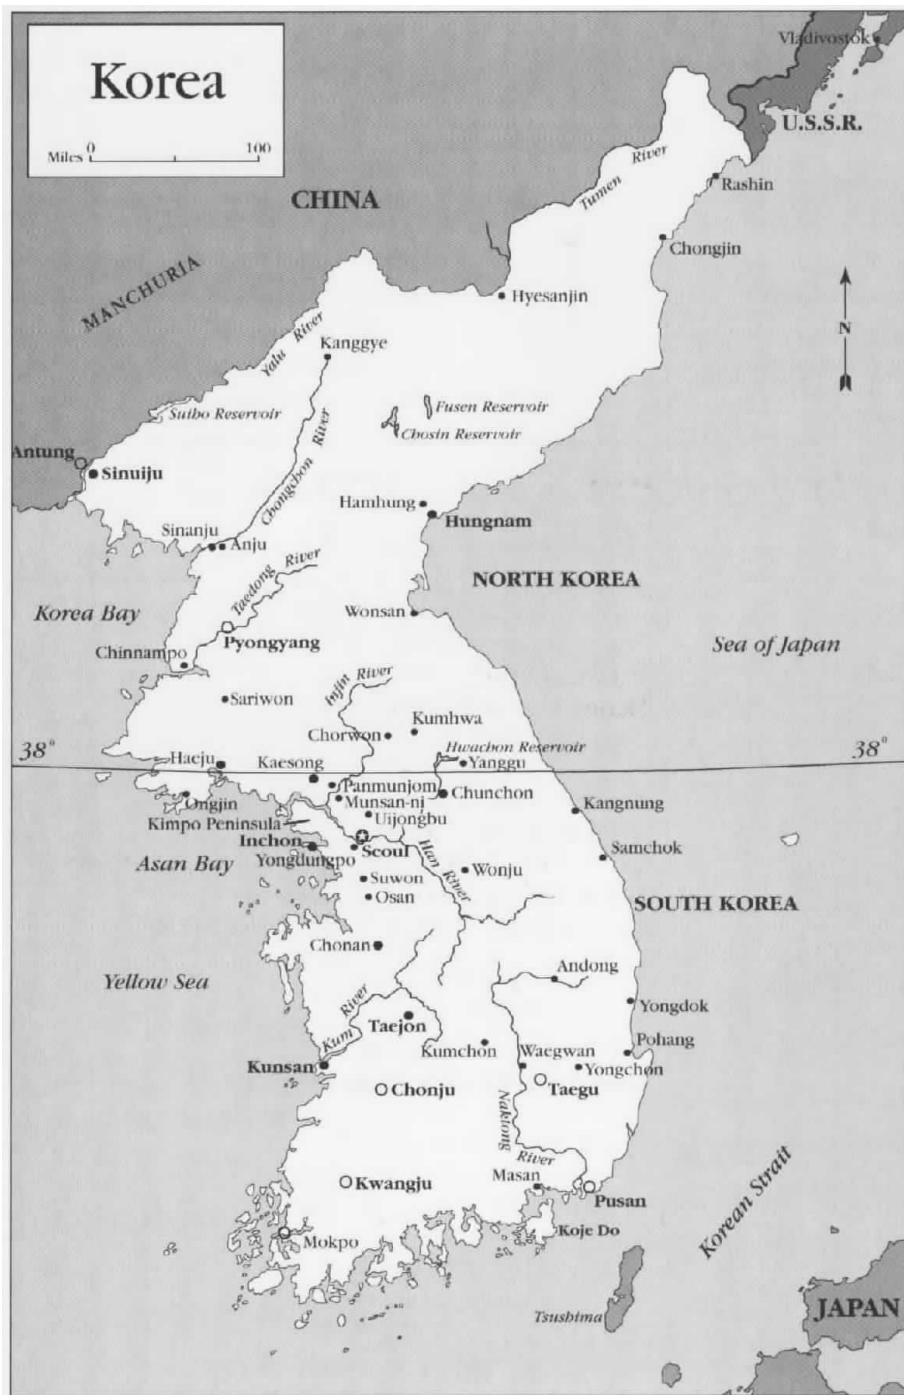 Korea
Miles 0 100
Vladivostok
U.S.S.R.
CHINA
Tumen River
Rashin
Chongjin
MANCHURIA
Hyesanjin
N
Yalu River
Kanggye
Suibo Reservoir
Fusen Reservoir
Chosin Reservoir
Antung
Sinuiju
Chongchon River
Hamhung
Hungnam
Sinanju
Anju
Taedong River
NORTH KOREA
Korea Bay
Wonsan
Pyongyang
Sea of Japan
Chinnampo
Sariwon
Injin River
Kumhwa
Chorwon
Hwachon Reservoir
38°
38°
Haeju
Kaesong
Yanggu
Panmunjom
Chunchon
Ongjin
Munsan-ni
Kangnung
Kimpo Peninsula
Uijongbu
Inchon
Yongdungpo
Seoul
Han River
Samchok
Asan Bay
Suwon
Wonju
Osan
SOUTH KOREA
Chonan
Yellow Sea
Andong
Yongdok
Kum River
Taejon
Kumchon
Waegwan
Pohang
Kunsan
Yongchon
Chonju
Taegu
Naktong River
Kwangju
Masan
Pusan
Koje Do
Korean Strait
Mokpo
Tsushima
JAPAN